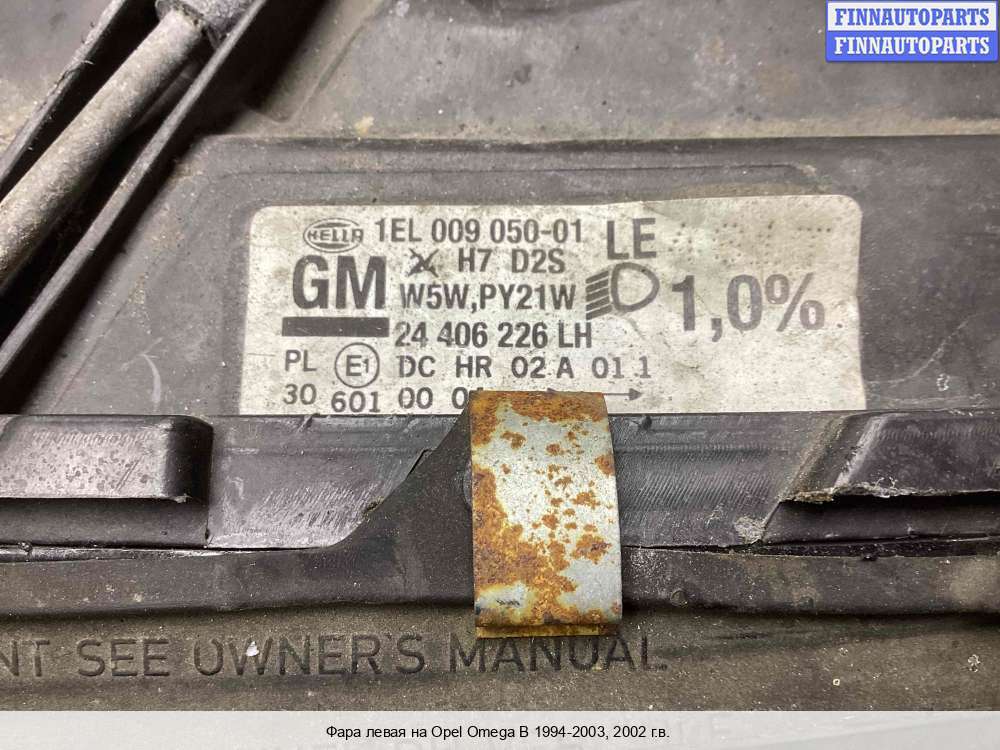 FINNAUTOPARTS
FINNAUTOPARTS
HELLA 1EL 009 050-01 LE
GM H7 D2S
W5W,PY21W 1,0%
24 406 226 LH
PL E1 DC HR 02 A 01 1
30 601 00
NT SEE OWNER'S MANUAL
Фара левая на Opel Omega B 1994-2003, 2002 г.в.